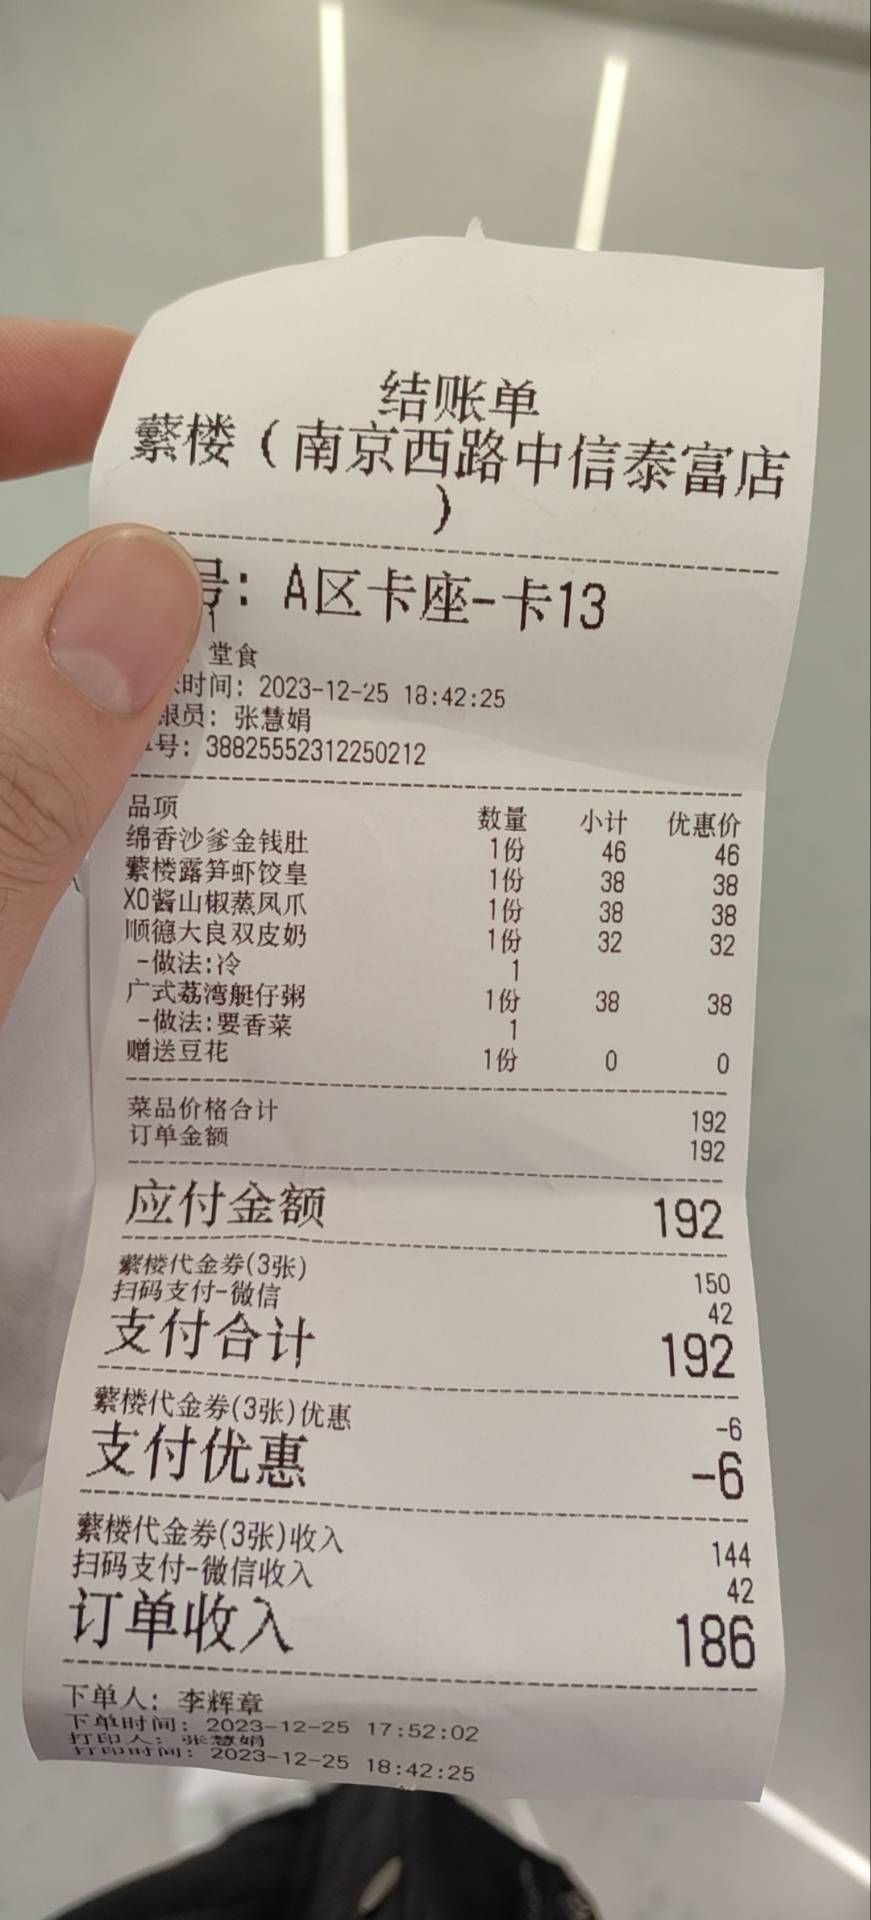 结账单
蘩楼（南京西路中信泰富店
）
号：A区卡座-卡13
堂食
时间：2023-12-25 18:42:25
银员：张慧娟
单号：38825552312250212
品项 数量 小计 优惠价
绵香沙爹金钱肚 1份 46 46
蘩楼露笋虾饺皇 1份 38 38
XO酱山椒蒸凤爪 1份 38 38
顺德大良双皮奶 1份 32 32
-做法:冷 1
广式荔湾艇仔粥 1份 38 38
-做法:要香菜 1
赠送豆花 1份 0 0
菜品价格合计 192
订单金额 192
应付金额 192
蘩楼代金券(3张) 150
扫码支付-微信 42
支付合计 192
蘩楼代金券(3张)优惠 -6
支付优惠 -6
蘩楼代金券(3张)收入 144
扫码支付-微信收入 42
订单收入 186
下单人：李辉章
下单时间：2023-12-25 17:52:02
打印人：张慧娟
打印时间：2023-12-25 18:42:25